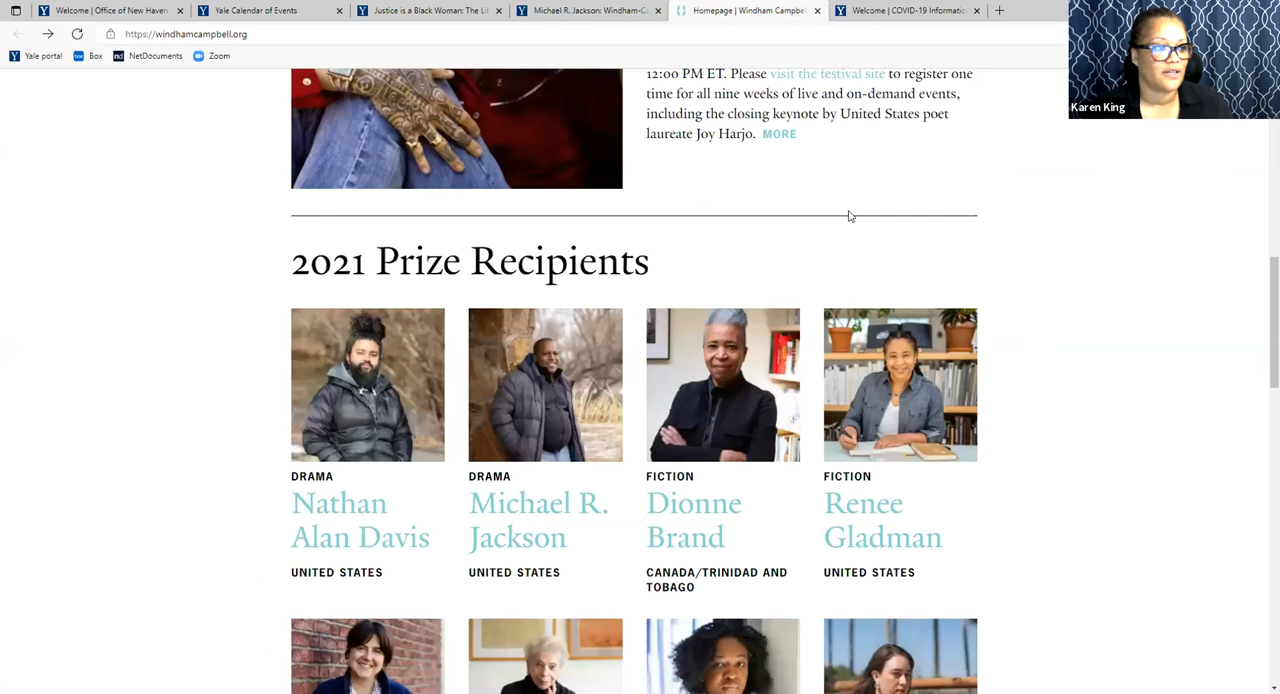 Welcome | Office of New Haven
Yale Calendar of Events
Justice is a Black Woman: The Li
Michael R. Jackson: Windham-C
Homepage | Windham Campbel
Welcome | COVID-19 Informatio
https://windhamcampbell.org
Yale portal
Box
NetDocuments
Zoom
Karen King
12:00 PM ET. Please visit the festival site to register one
time for all nine weeks of live and on-demand events,
including the closing keynote by United States poet
laureate Joy Harjo. MORE
2021 Prize Recipients
DRAMA
Nathan
Alan Davis
UNITED STATES
DRAMA
Michael R.
Jackson
UNITED STATES
FICTION
Dionne
Brand
CANADA/TRINIDAD AND
TOBAGO
FICTION
Renee
Gladman
UNITED STATES